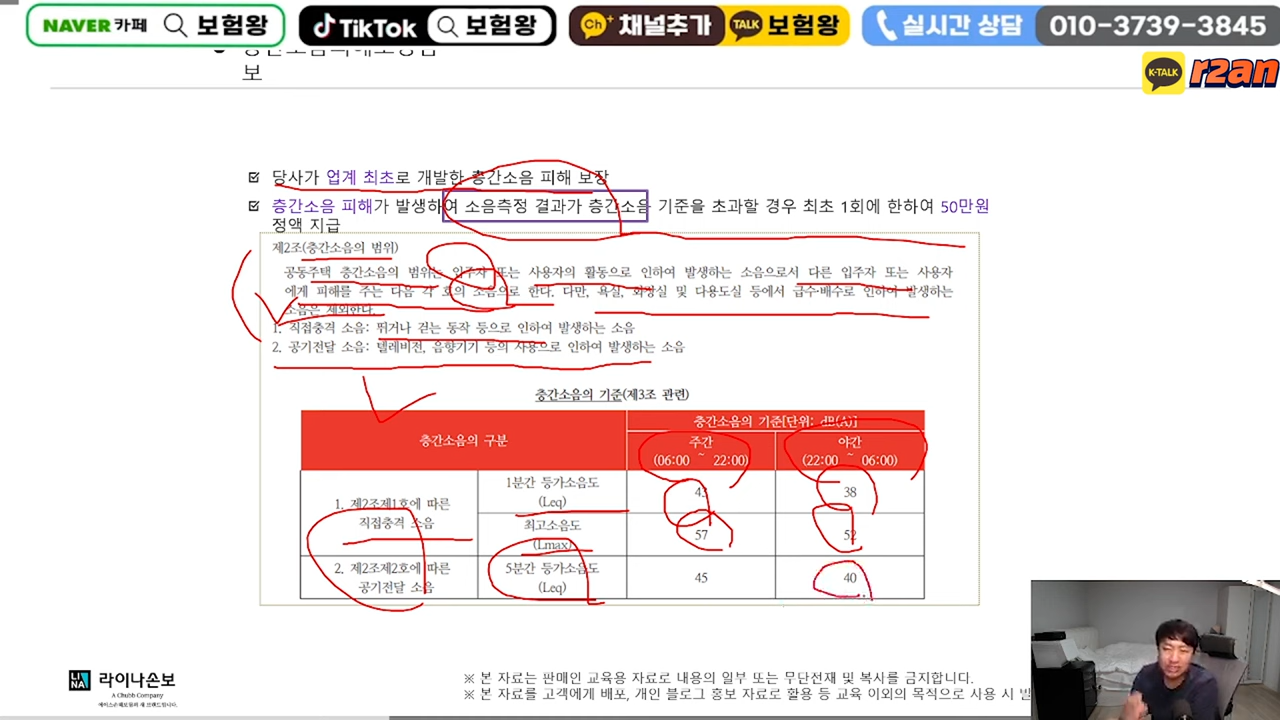 NAVER 카페 보험왕
TikTok 보험왕
Ch+ 채널추가 TALK 보험왕
실시간 상담 010-3739-3845
K-TALK r2an
보
당사가 업계 최초로 개발한 층간소음 피해 보장
층간소음 피해가 발생하여 소음측정 결과가 층간소음 기준을 초과할 경우 최초 1회에 한하여 50만원
정액 지급
제2조(층간소음의 범위)
공동주택 층간소음의 범위는 입주자 또는 사용자의 활동으로 인하여 발생하는 소음으로서 다른 입주자 또는 사용자
에게 피해를 주는 다음 각 호의 소음으로 한다. 다만, 욕실, 화장실 및 다용도실 등에서 급수·배수로 인하여 발생하는
소음은 제외한다.
1. 직접충격 소음: 뛰거나 걷는 동작 등으로 인하여 발생하는 소음
2. 공기전달 소음: 텔레비전, 음향기기 등의 사용으로 인하여 발생하는 소음
층간소음의 기준(제3조 관련)
층간소음의 구분
층간소음의 기준[단위: dB(A)]
주간
(06:00 ~ 22:00)
야간
(22:00 ~ 06:00)
1. 제2조제1호에 따른
직접충격 소음
1분간 등가소음도
(Leq)
43
38
최고소음도
(Lmax)
57
52
2. 제2조제2호에 따른
공기전달 소음
5분간 등가소음도
(Leq)
45
40
LINA 라이나손보
A Chubb Company
※ 본 자료는 판매인 교육용 자료로 내용의 일부 또는 무단전재 및 복사를 금지합니다.
※ 본 자료를 고객에게 배포, 개인 블로그 홍보 자료로 활용 등 교육 이외의 목적으로 사용 시